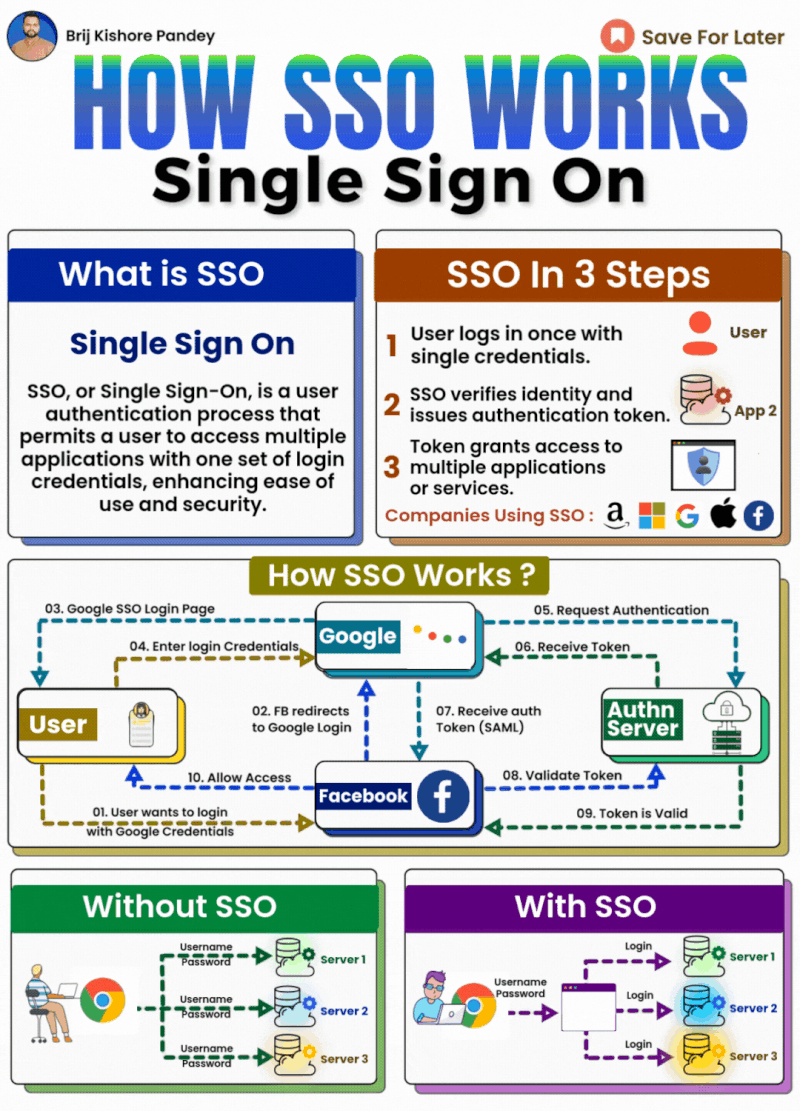 Brij Kishore Pandey
Save For Later
HOW SSO WORKS
Single Sign On
What is SSO
Single Sign On
SSO, or Single Sign-On, is a user
authentication process that
permits a user to access multiple
applications with one set of login
credentials, enhancing ease of
use and security.
SSO In 3 Steps
1 User logs in once with
single credentials.
User
2 SSO verifies identity and
issues authentication token.
App 2
3 Token grants access to
multiple applications
or services.
Companies Using SSO :
How SSO Works ?
03. Google SSO Login Page
05. Request Authentication
Google
04. Enter login Credentials
06. Receive Token
User
02. FB redirects
to Google Login
07. Receive auth
Token (SAML)
Authn
Server
10. Allow Access
08. Validate Token
Facebook
01. User wants to login
with Google Credentials
09. Token is Valid
Without SSO
Username
Password
Server 1
Username
Password
Server 2
Username
Password
Server 3
With SSO
Username
Password
Login
Server 1
Login
Server 2
Login
Server 3